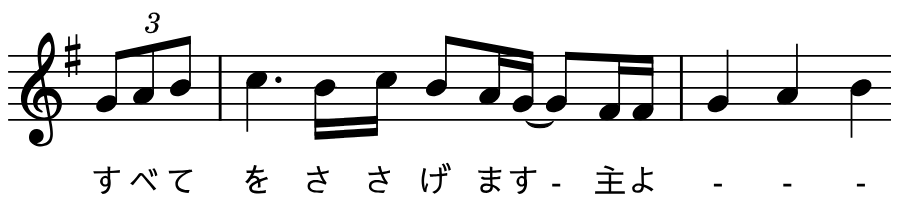 3
すべて を さ さ げ ます - 主よ - - -